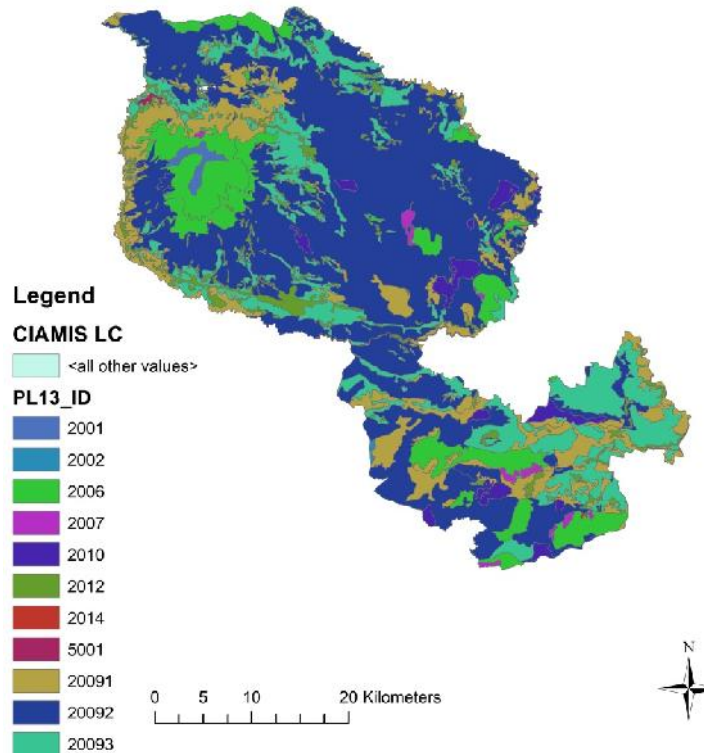 Legend
CIAMIS LC
<all other values>
PL13_ID
2001
2002
2006
2007
2010
2012
2014
5001
20091
20092
20093
0 5 10 20 Kilometers
N